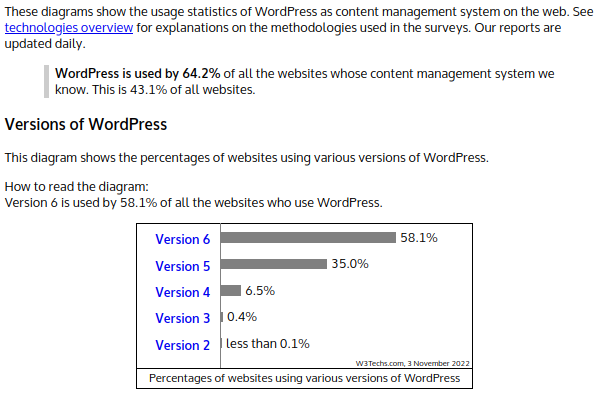 These diagrams show the usage statistics of WordPress as content management system on the web. See
technologies overview for explanations on the methodologies used in the surveys. Our reports are
updated daily.
WordPress is used by 64.2% of all the websites whose content management system we
know. This is 43.1% of all websites.
Versions of WordPress
This diagram shows the percentages of websites using various versions of WordPress.
How to read the diagram:
Version 6 is used by 58.1% of all the websites who use WordPress.
Version 6 58.1%
Version 5 35.0%
Version 4 6.5%
Version 3 0.4%
Version 2 less than 0.1%
W3Techs.com, 3 November 2022
Percentages of websites using various versions of WordPress